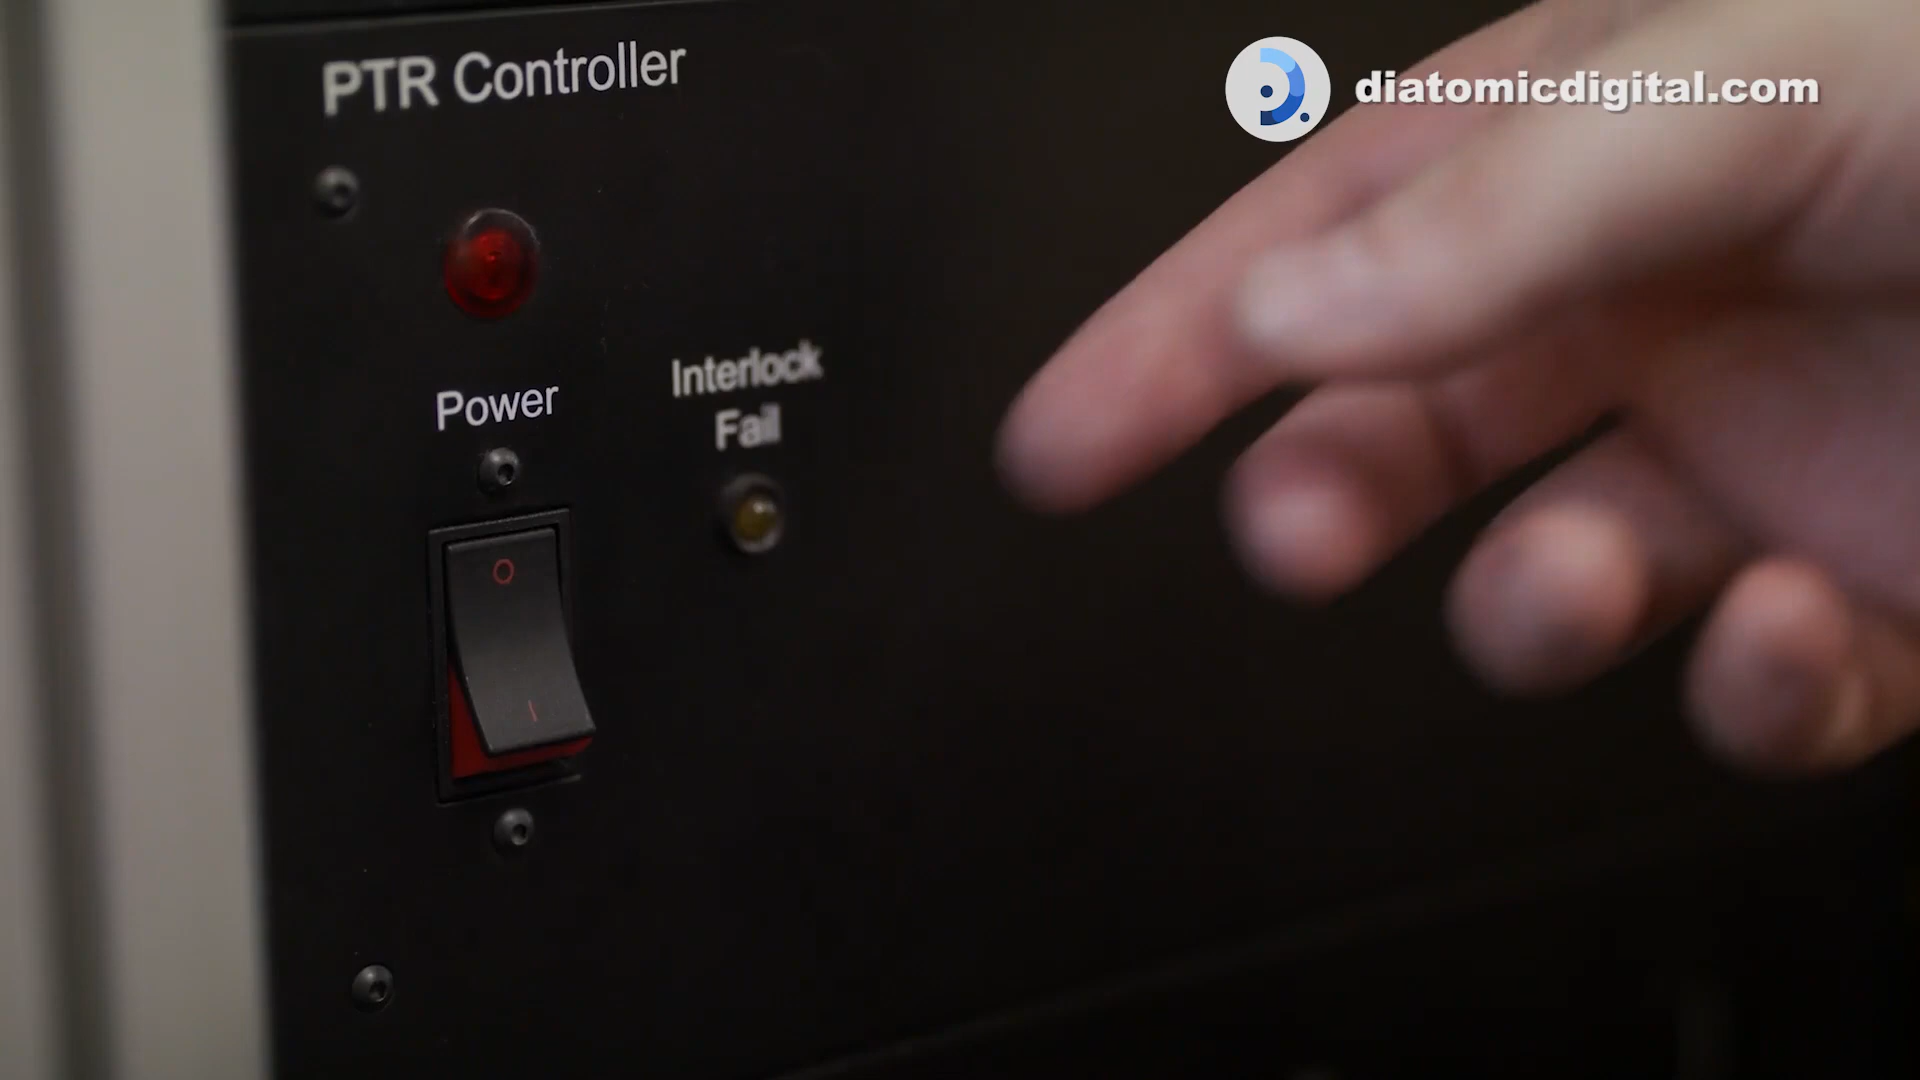 PTR Controller
diatomicdigital.com
Power
Interlock
Fail
O
I